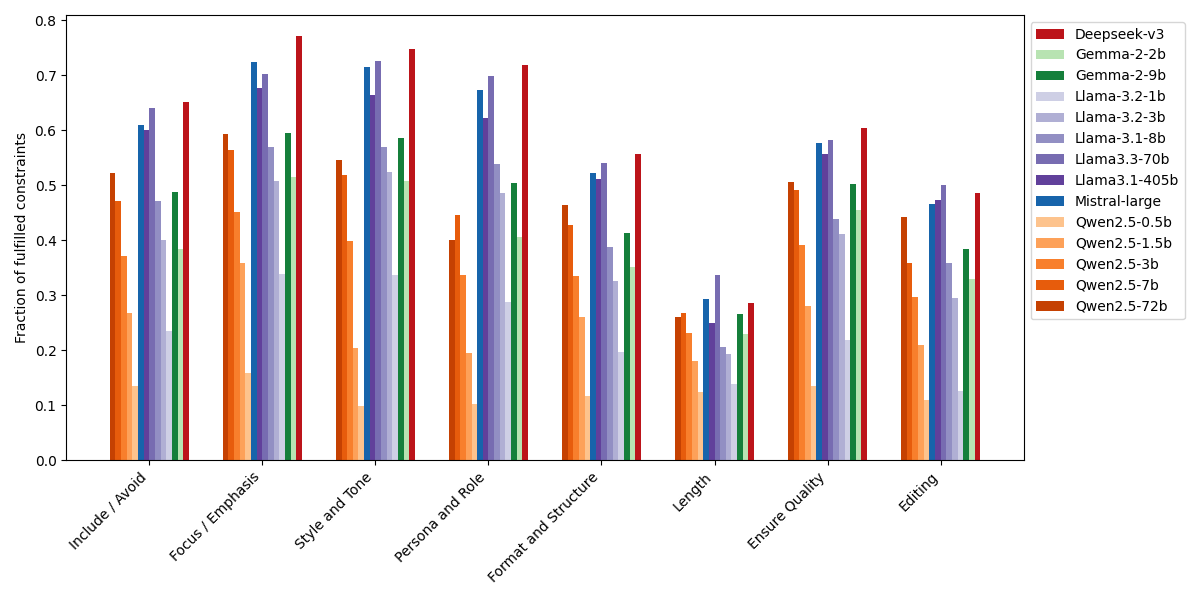 0.8
0.7
0.6
0.5
0.4
0.3
0.2
0.1
0.0
Fraction of fulfilled constraints
Include / Avoid
Focus / Emphasis
Style and Tone
Persona and Role
Format and Structure
Length
Ensure Quality
Editing
Deepseek-v3
Gemma-2-2b
Gemma-2-9b
Llama-3.2-1b
Llama-3.2-3b
Llama-3.1-8b
Llama3.3-70b
Llama3.1-405b
Mistral-large
Qwen2.5-0.5b
Qwen2.5-1.5b
Qwen2.5-3b
Qwen2.5-7b
Qwen2.5-72b